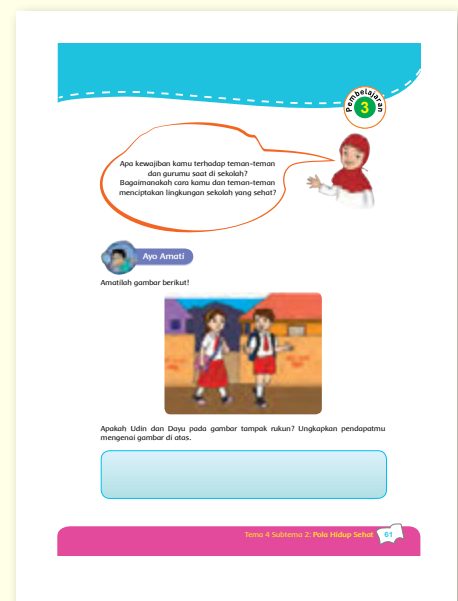 Pembelajaran
3
Apa kewajiban kamu terhadap teman-teman
dan gurumu saat di sekolah?
Bagaimanakah cara kamu dan teman-teman
menciptakan lingkungan sekolah yang sehat?
Ayo Amati
Amatilah gambar berikut!
Apakah Udin dan Dayu pada gambar tampak rukun? Ungkapkan pendapatmu
mengenai gambar di atas.
Tema 4 Subtema 2: Pola Hidup Sehat
61